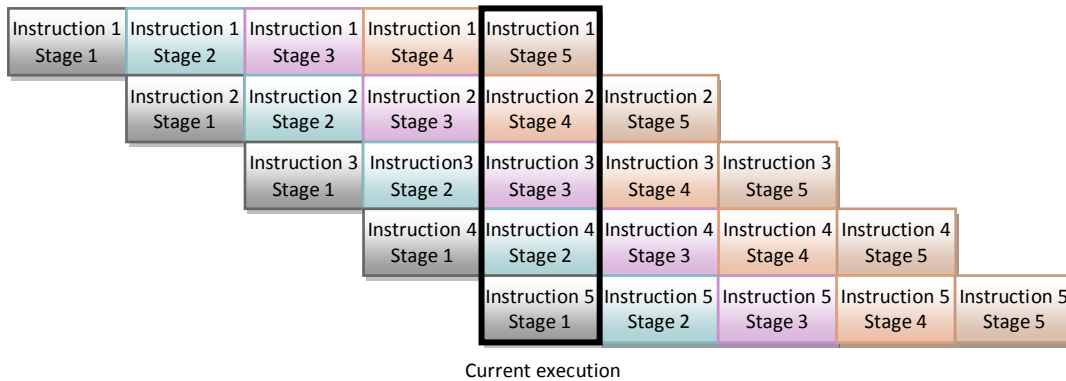 Instruction 1 Instruction 1 Instruction 1 Instruction 1 Instruction 1
Stage 1 Stage 2 Stage 3 Stage 4 Stage 5
Instruction 2 Instruction 2 Instruction 2 Instruction 2 Instruction 2
Stage 1 Stage 2 Stage 3 Stage 4 Stage 5
Instruction 3 Instruction3 Instruction 3 Instruction 3 Instruction 3
Stage 1 Stage 2 Stage 3 Stage 4 Stage 5
Instruction 4 Instruction 4 Instruction 4 Instruction 4 Instruction 4
Stage 1 Stage 2 Stage 3 Stage 4 Stage 5
Instruction 5 Instruction 5 Instruction 5 Instruction 5 Instruction 5
Stage 1 Stage 2 Stage 3 Stage 4 Stage 5
Current execution